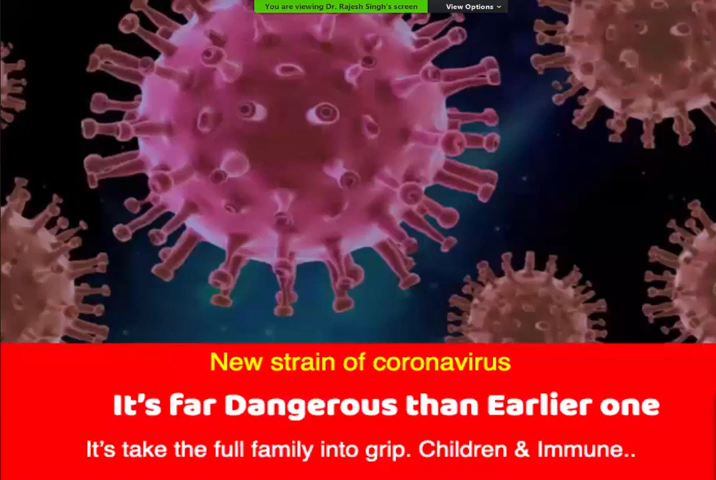 You are viewing Dr. Rajesh Singh's screen View Options
New strain of coronavirus
It's far Dangerous than Earlier one
It's take the full family into grip. Children & Immune..